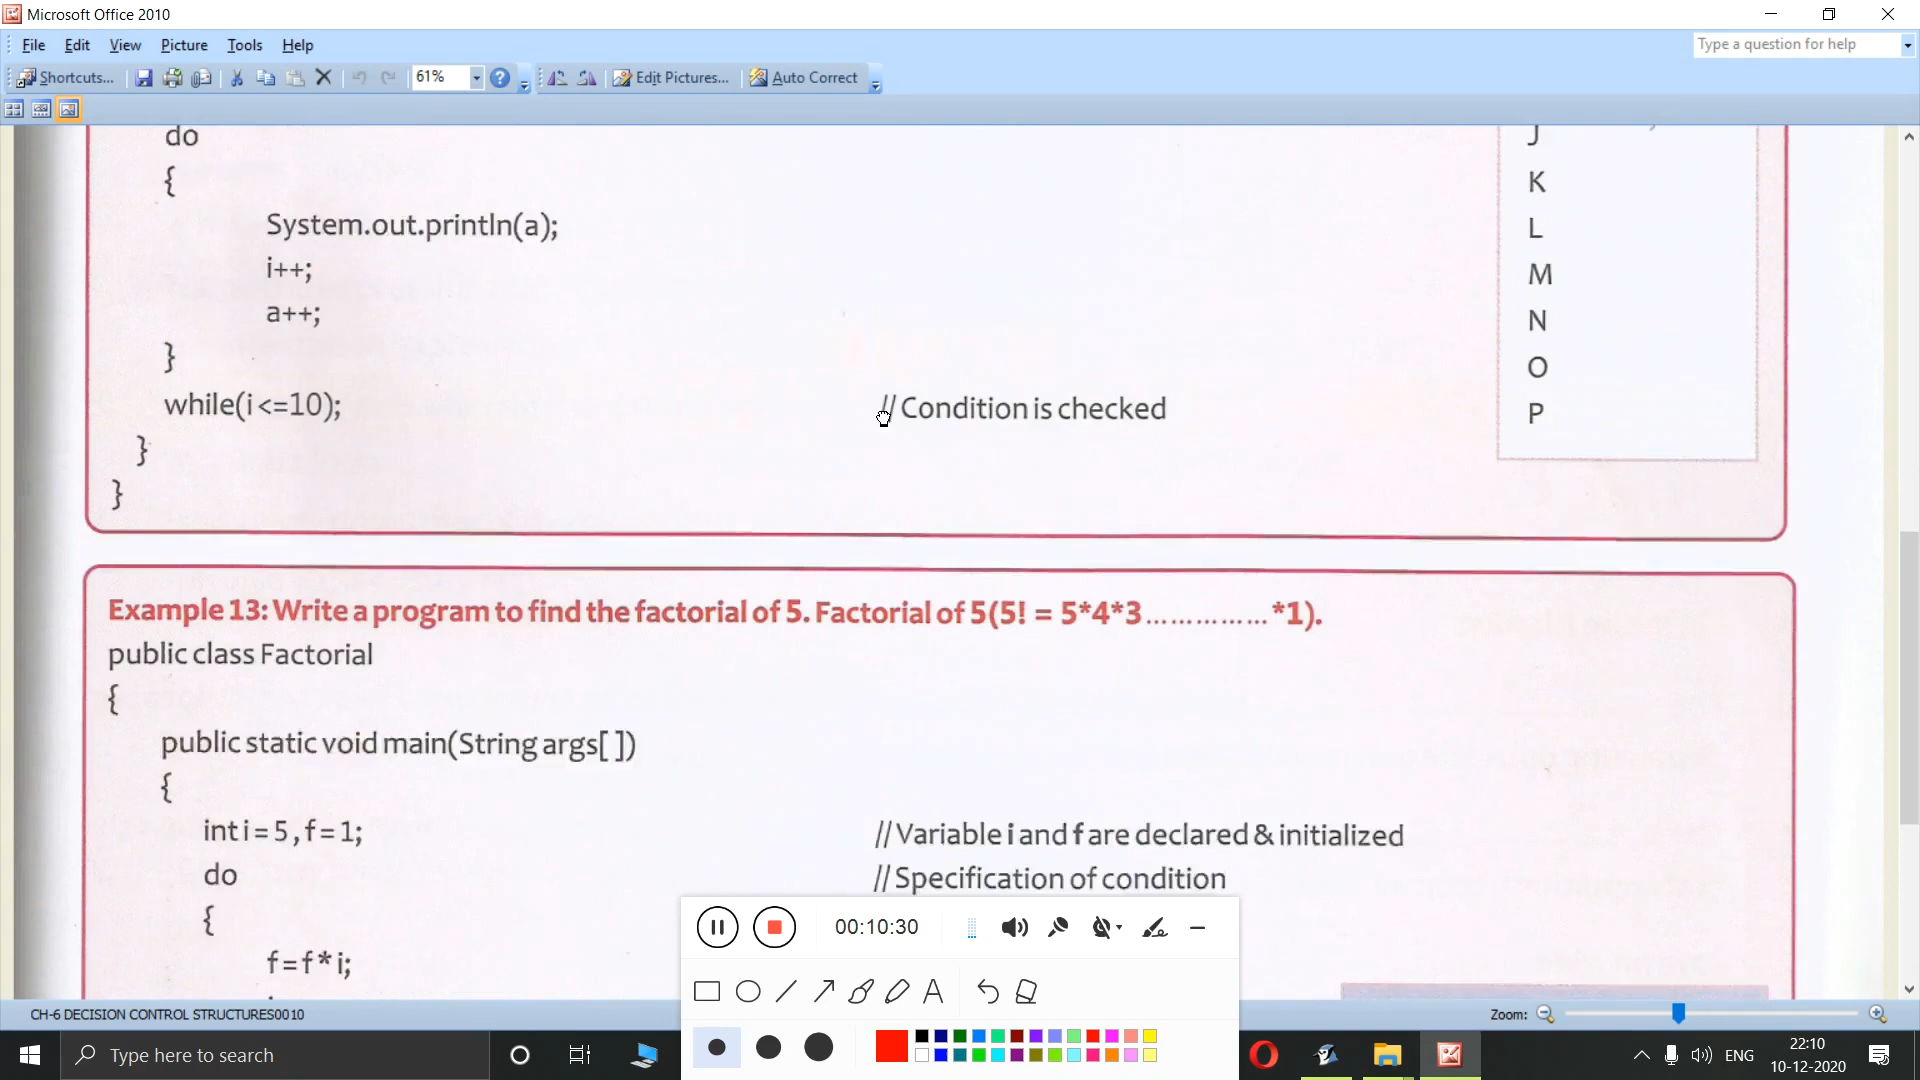 Microsoft Office 2010
File Edit View Picture Tools Help
Type a question for help
Shortcuts... 61% Edit Pictures... Auto Correct
do
{
System.out.println(a);
i++;
a++;
}
while(i<=10); // Condition is checked
}
}
J
K
L
M
N
O
P
Example 13: Write a program to find the factorial of 5. Factorial of 5(5! = 5*4*3 .............. *1).
public class Factorial
{
public static void main(String args[ ])
{
int i = 5 , f = 1; // Variable i and f are declared & initialized
do // Specification of condition
{
f = f * i;
00:10:30
CH-6 DECISION CONTROL STRUCTURES0010
Zoom:
Type here to search
ENG
22:10
10-12-2020